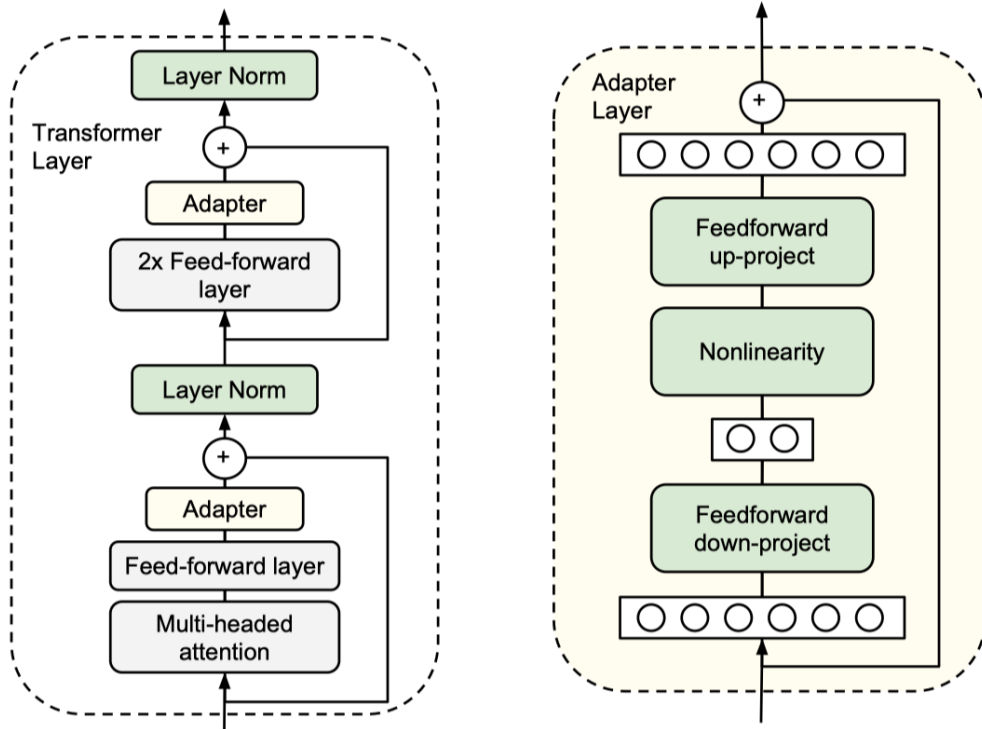 Layer Norm
Transformer
Layer
+
Adapter
2x Feed-forward
layer
Layer Norm
+
Adapter
Feed-forward layer
Multi-headed
attention
Adapter
Layer
+
Feedforward
up-project
Nonlinearity
Feedforward
down-project